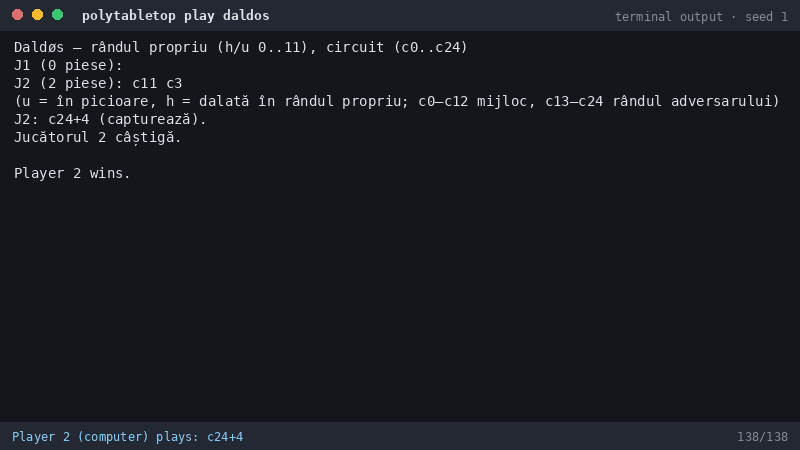 polytabletop play daldos
terminal output · seed 1
Daldøs — rândul propriu (h/u 0..11), circuit (c0..c24)
J1 (0 piese):
J2 (2 piese): c11 c3
(u = în picioare, h = dalată în rândul propriu; c0–c12 mijloc, c13–c24 rândul adversarului)
J2: c24+4 (capturează).
Jucătorul 2 câștigă.
Player 2 wins.
Player 2 (computer) plays: c24+4
138/138